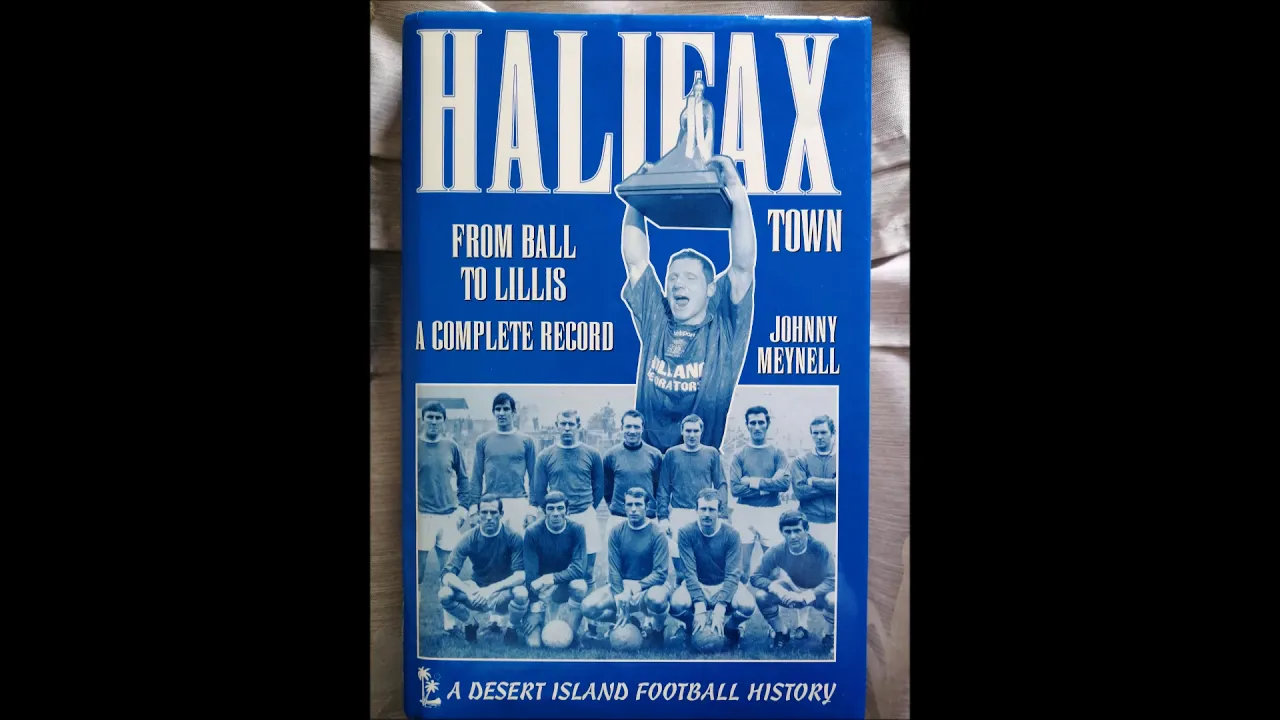 HALIFAX
TOWN
FROM BALL
TO LILLIS
A COMPLETE RECORD
JOHNNY
MEYNELL
A DESERT ISLAND FOOTBALL HISTORY